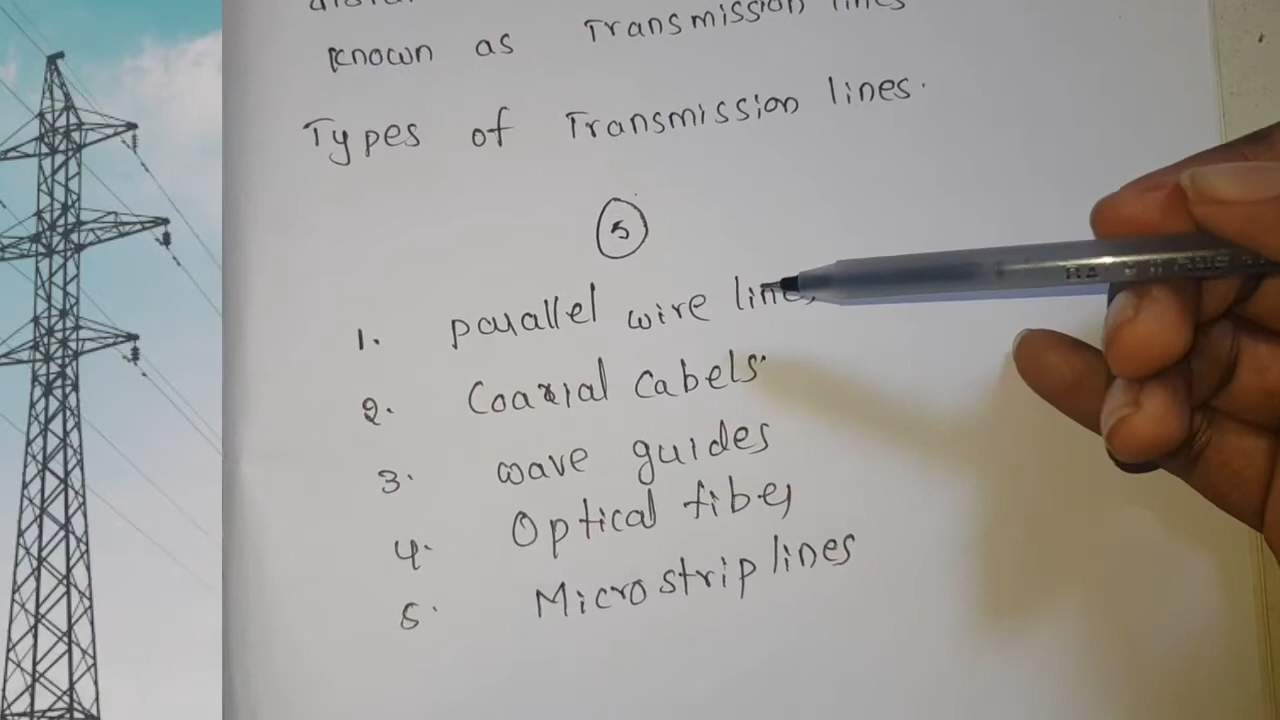 known as Transmission lines
Types of Transmission lines.
5
1. parallel wire lines
2. Coaxial Cabels.
3. wave guides
4. Optical fiber
5. Microstrip lines